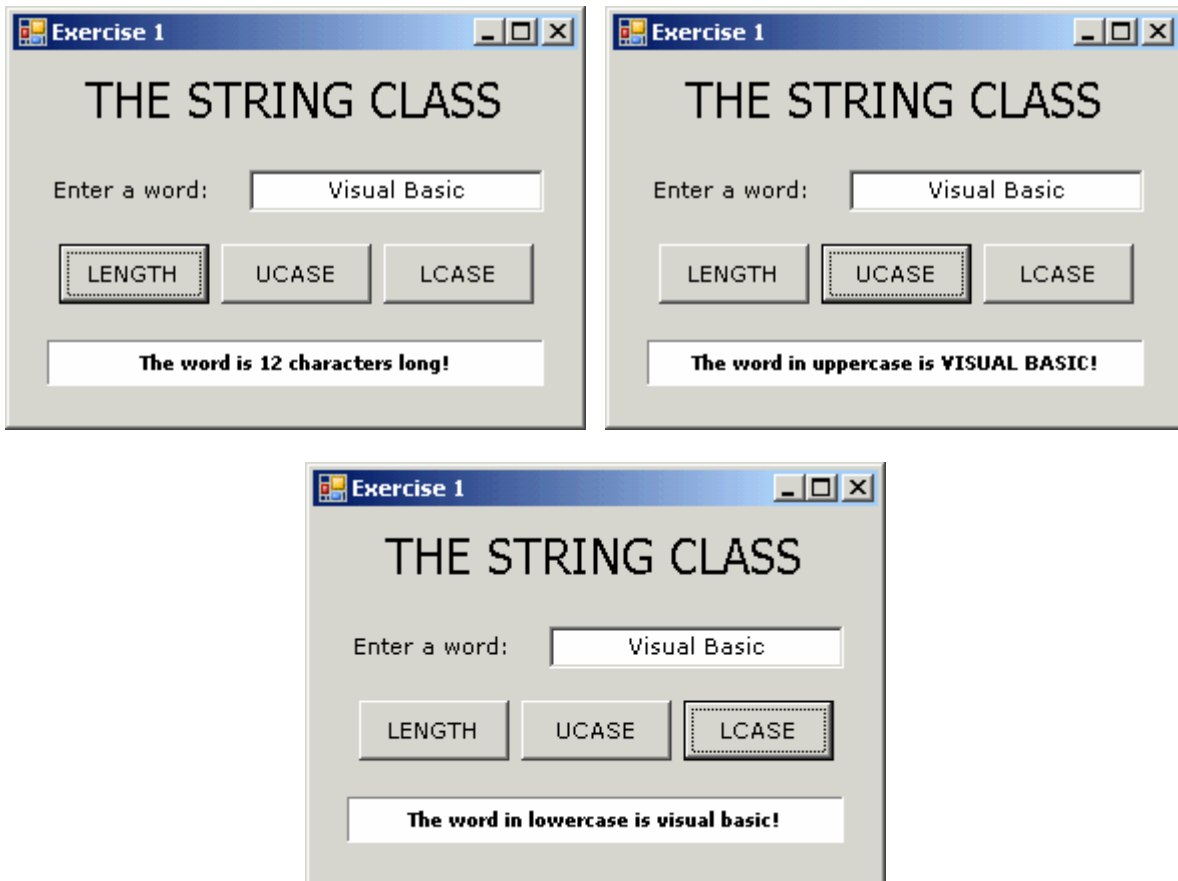 Exercise 1
THE STRING CLASS
Enter a word: Visual Basic
LENGTH UCASE LCASE
The word is 12 characters long!
Exercise 1
THE STRING CLASS
Enter a word: Visual Basic
LENGTH UCASE LCASE
The word in uppercase is VISUAL BASIC!
Exercise 1
THE STRING CLASS
Enter a word: Visual Basic
LENGTH UCASE LCASE
The word in lowercase is visual basic!